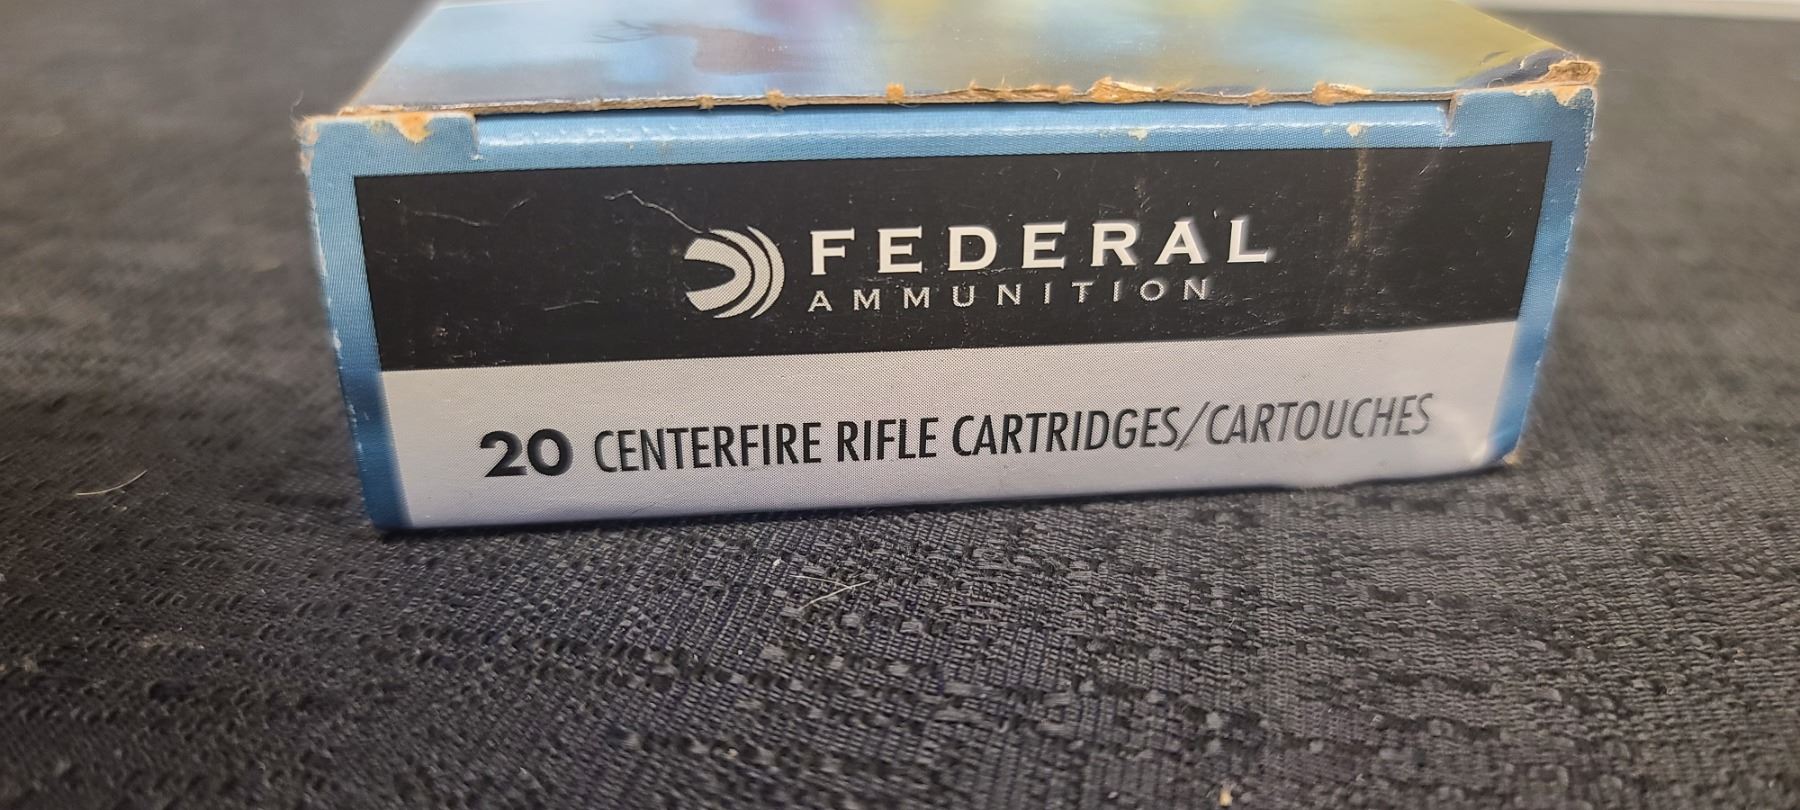 FEDERAL
AMMUNITION
20 CENTERFIRE RIFLE CARTRIDGES/CARTOUCHES